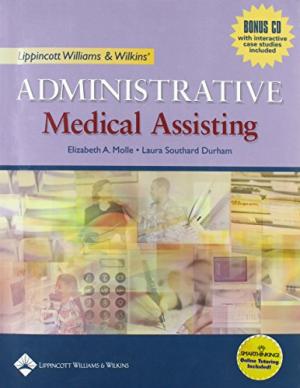 BONUS CD
with interactive
case studies
included
Lippincott Williams & Wilkins'
ADMINISTRATIVE
Medical Assisting
Elizabeth A. Molle • Laura Southard Durham
SMARTHINKING
Online Tutoring
Included!
LIPPINCOTT WILLIAMS & WILKINS